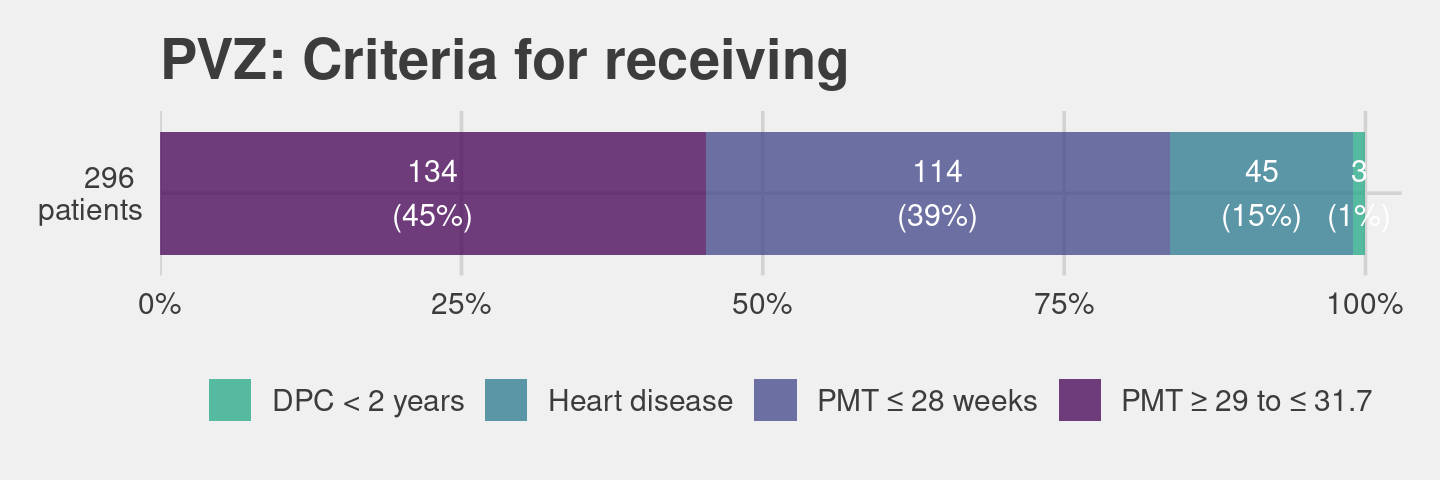 PVZ: Criteria for receiving
296
patients
134
(45%)
114
(39%)
45
(15%)
3
(1%)
0% 25% 50% 75% 100%
DPC < 2 years Heart disease PMT ≤ 28 weeks PMT ≥ 29 to ≤ 31.7